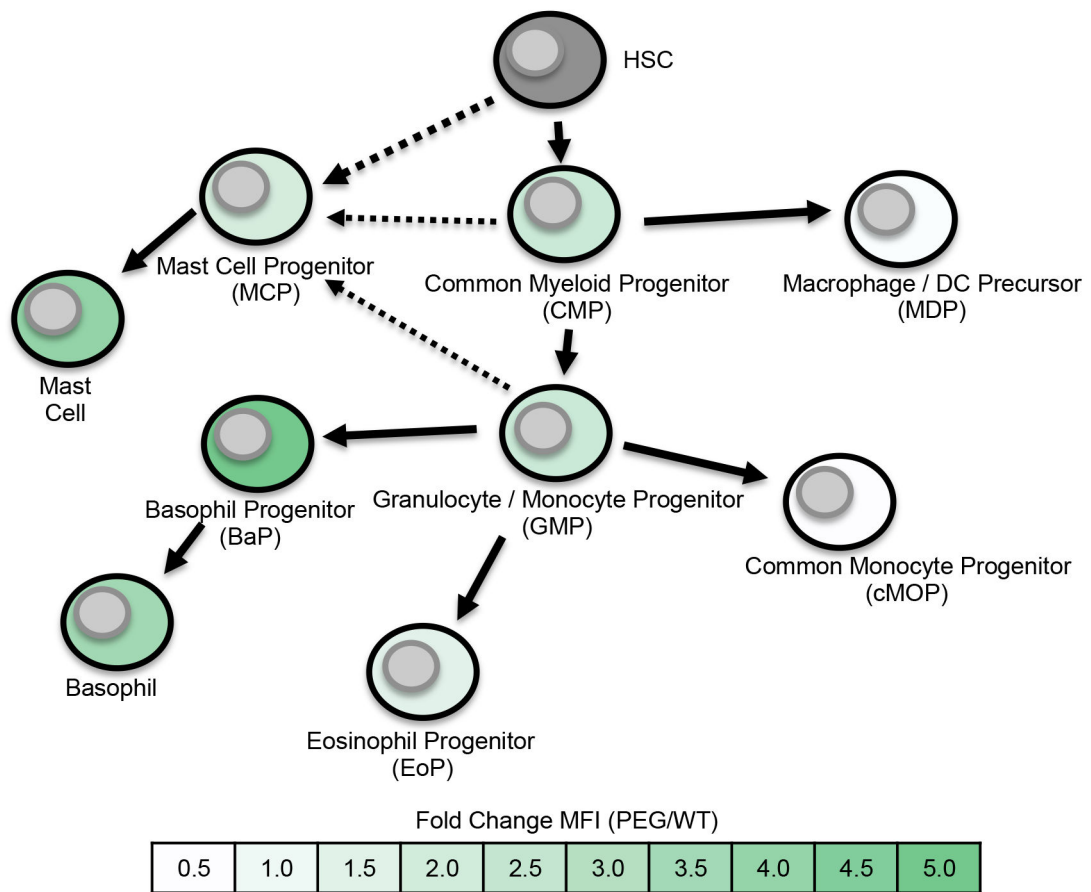 HSC
Mast Cell Progenitor
(MCP)
Common Myeloid Progenitor
(CMP)
Macrophage / DC Precursor
(MDP)
Mast
Cell
Basophil Progenitor
(BaP)
Granulocyte / Monocyte Progenitor
(GMP)
Common Monocyte Progenitor
(cMOP)
Basophil
Eosinophil Progenitor
(EoP)
Fold Change MFI (PEG/WT)
0.5 1.0 1.5 2.0 2.5 3.0 3.5 4.0 4.5 5.0